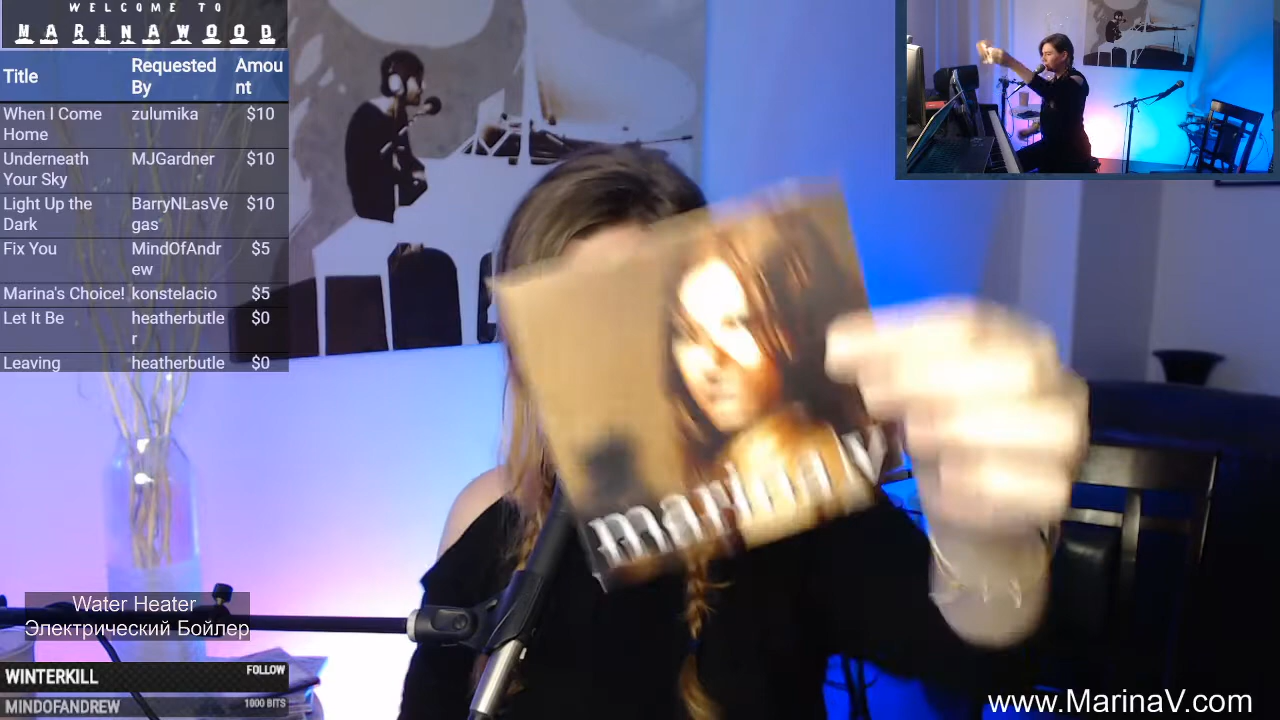 WELCOME TO
MARINAWOOD
Title Requested By Amount
When I Come Home zulumika $10
Underneath Your Sky MJGardner $10
Light Up the Dark BarryNLasVegas $10
Fix You MindOfAndrew $5
Marina's Choice! konstelacio $5
Let It Be heatherbutler $0
Leaving heatherbutle $0
marina v
Water Heater
Электрический Бойлер
WINTERKILL FOLLOW
MINDOFANDREW 1000 BITS
www.MarinaV.com